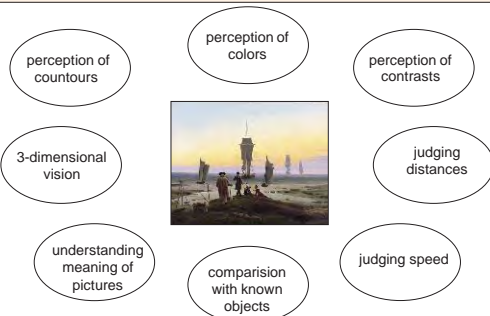 perception of
colors
perception of
countours
perception of
contrasts
3-dimensional
vision
judging
distances
understanding
meaning of
pictures
comparision
with known
objects
judging speed